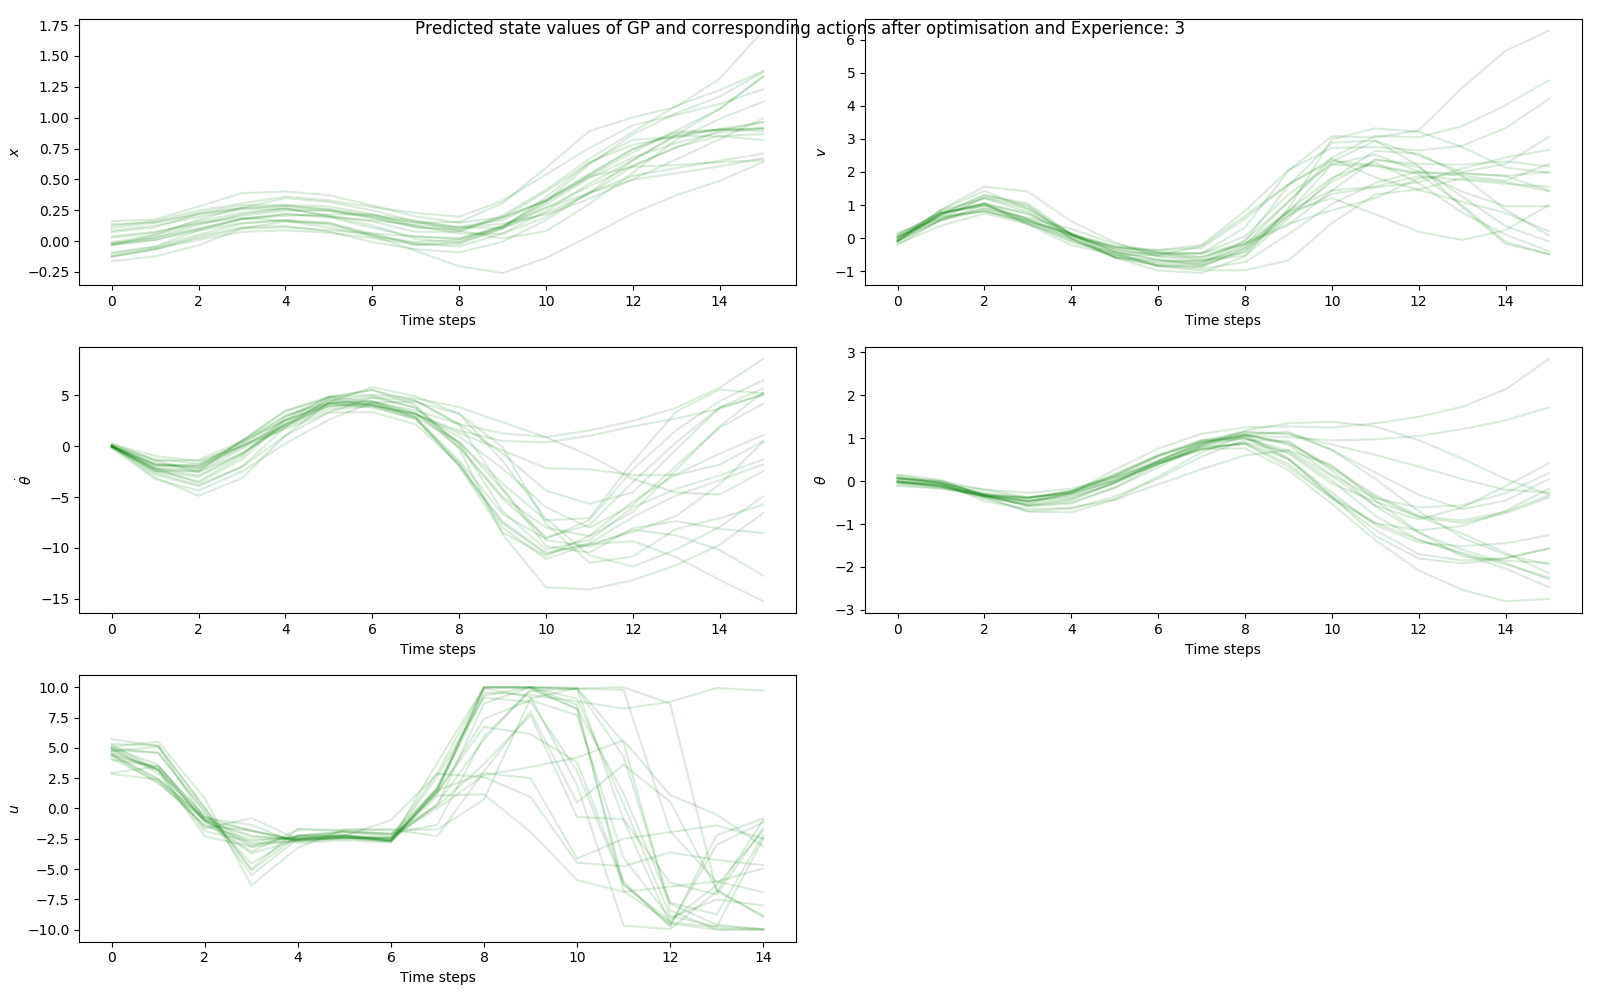 Predicted state values of GP and corresponding actions after optimisation and Experience: 3
1.75
1.50
1.25
1.00
0.75
0.50
0.25
0.00
−0.25
x
0 2 4 6 8 10 12 14
Time steps
6
5
4
3
2
1
0
−1
v
0 2 4 6 8 10 12 14
Time steps
5
0
−5
−10
−15
θ̇
0 2 4 6 8 10 12 14
Time steps
3
2
1
0
−1
−2
−3
θ
0 2 4 6 8 10 12 14
Time steps
10.0
7.5
5.0
2.5
0.0
−2.5
−5.0
−7.5
−10.0
u
0 2 4 6 8 10 12 14
Time steps